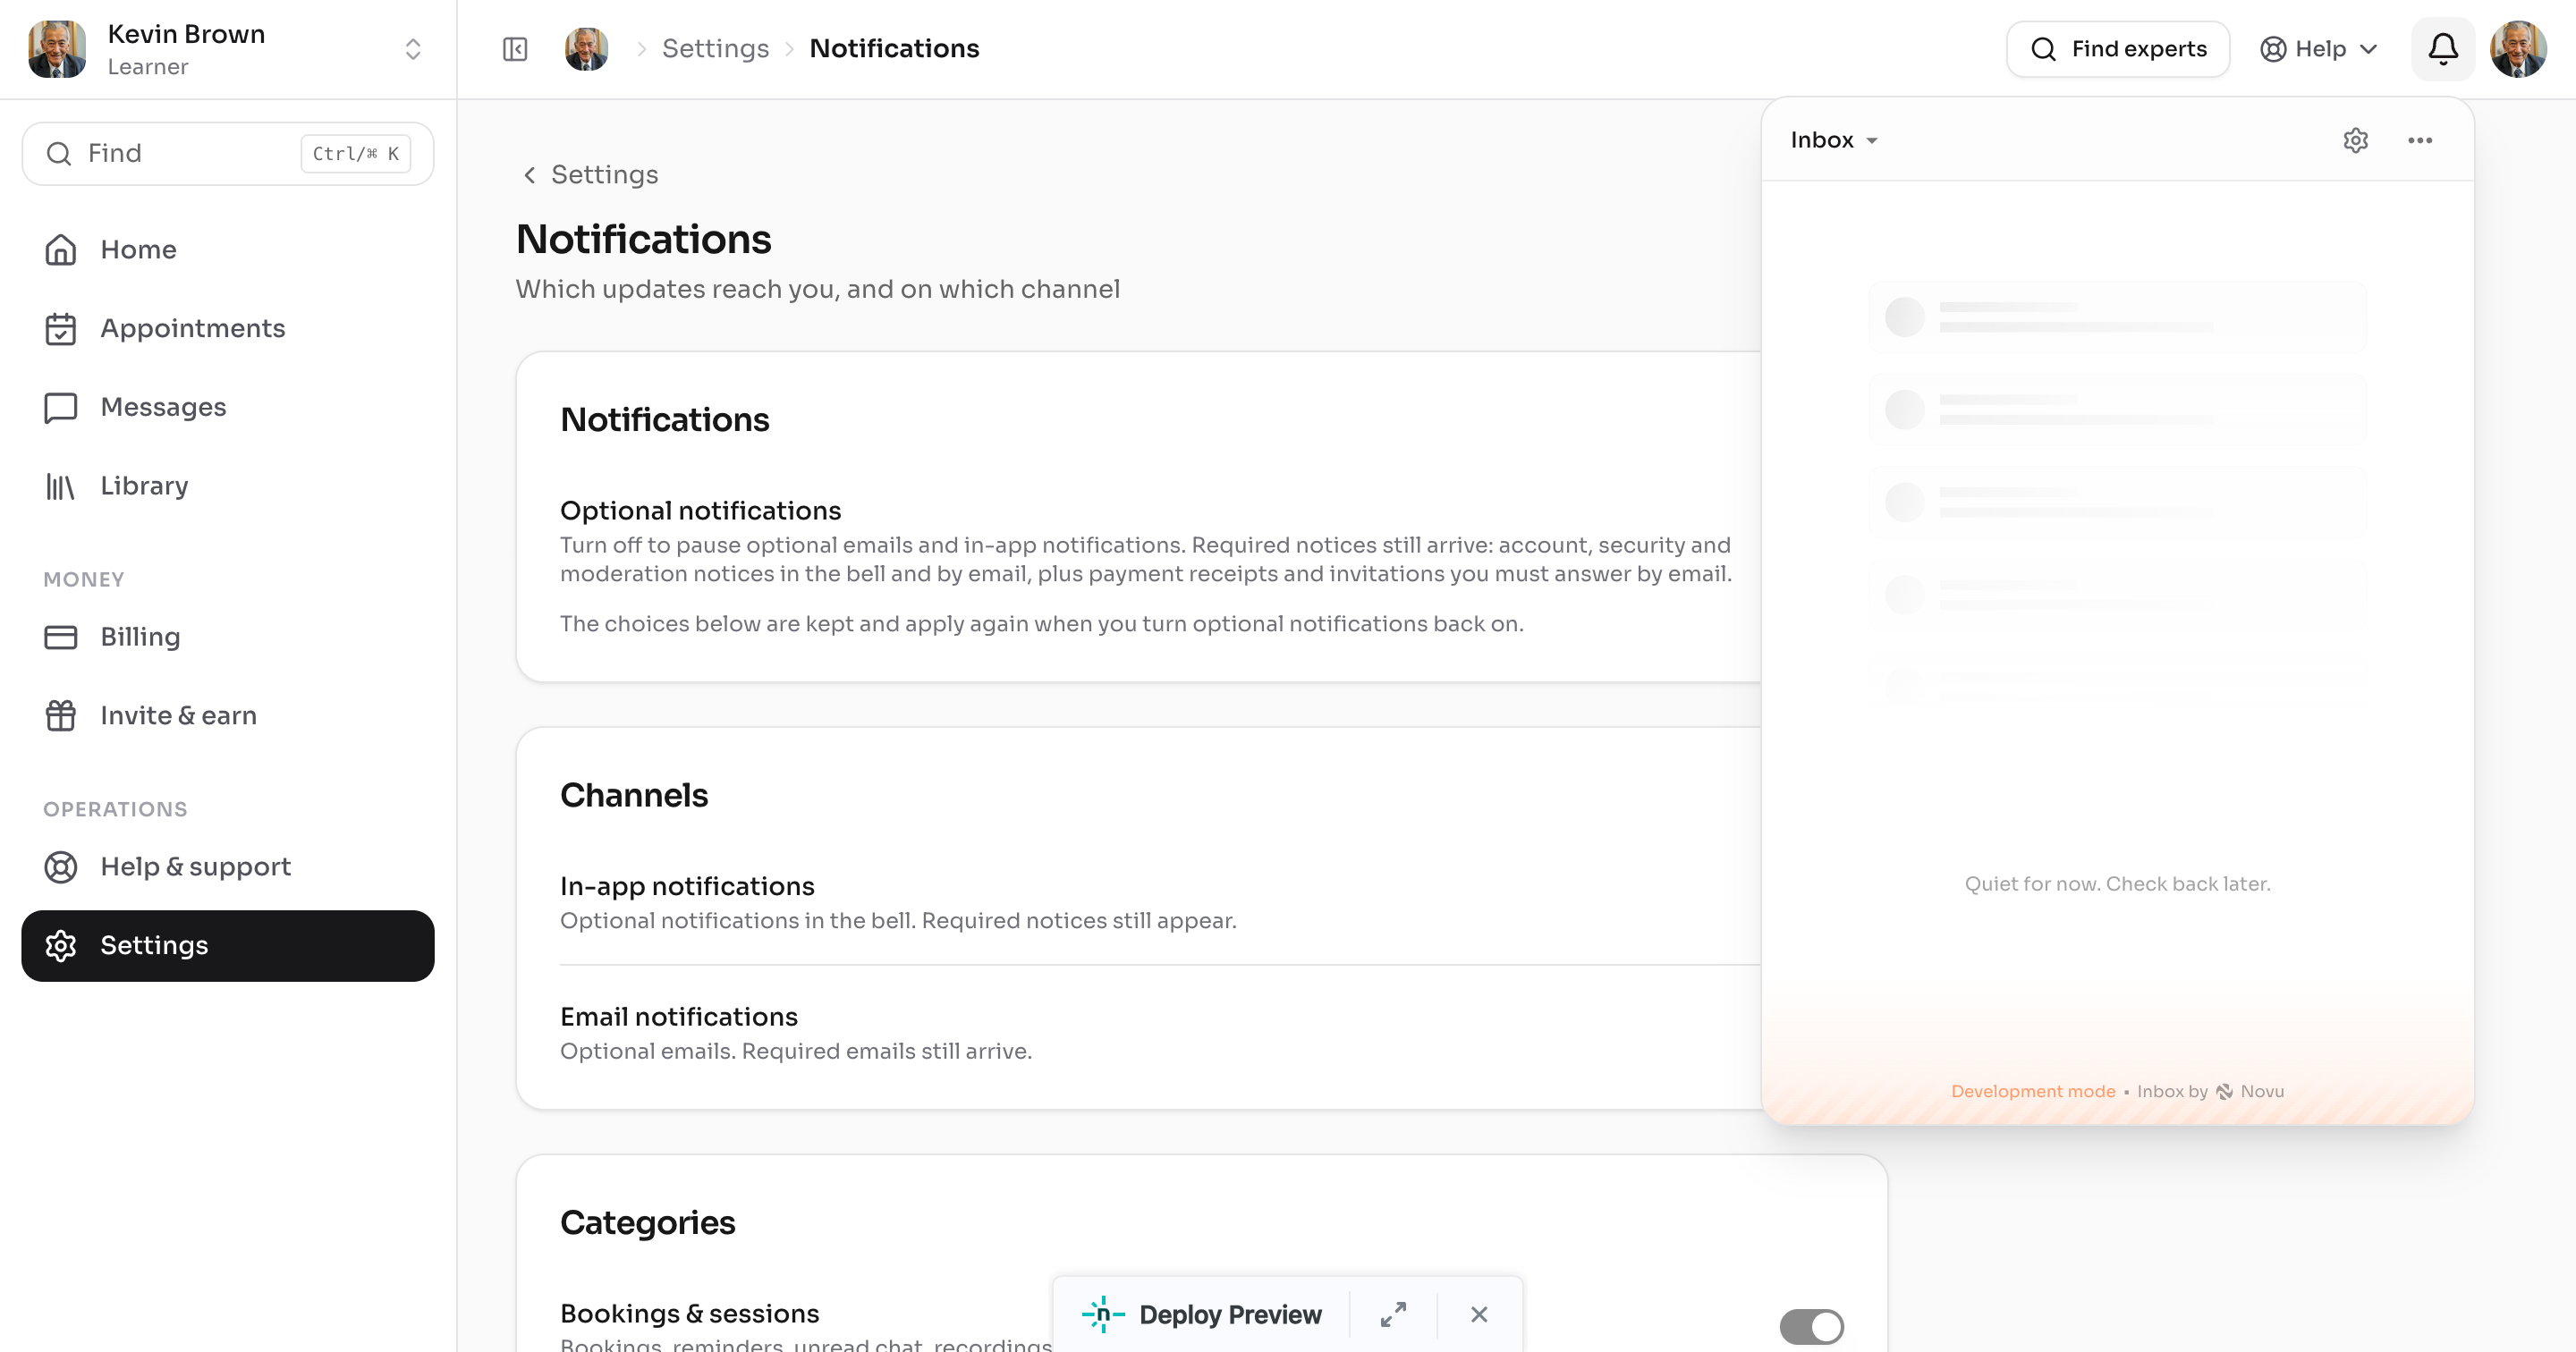 Kevin Brown
Learner
Find
Ctrl/⌘ K
Home
Appointments
Messages
Library
MONEY
Billing
Invite & earn
OPERATIONS
Help & support
Settings
Settings
Notifications
Find experts
Help
Settings
Notifications
Which updates reach you, and on which channel
Notifications
Optional notifications
Turn off to pause optional emails and in-app notifications. Required notices still arrive: account, security and
moderation notices in the bell and by email, plus payment receipts and invitations you must answer by email.
The choices below are kept and apply again when you turn optional notifications back on.
Channels
In-app notifications
Optional notifications in the bell. Required notices still appear.
Email notifications
Optional emails. Required emails still arrive.
Categories
Bookings & sessions
Bookings, reminders, unread chat, recordings
Inbox
Quiet for now. Check back later.
Development mode • Inbox by Novu
Deploy Preview